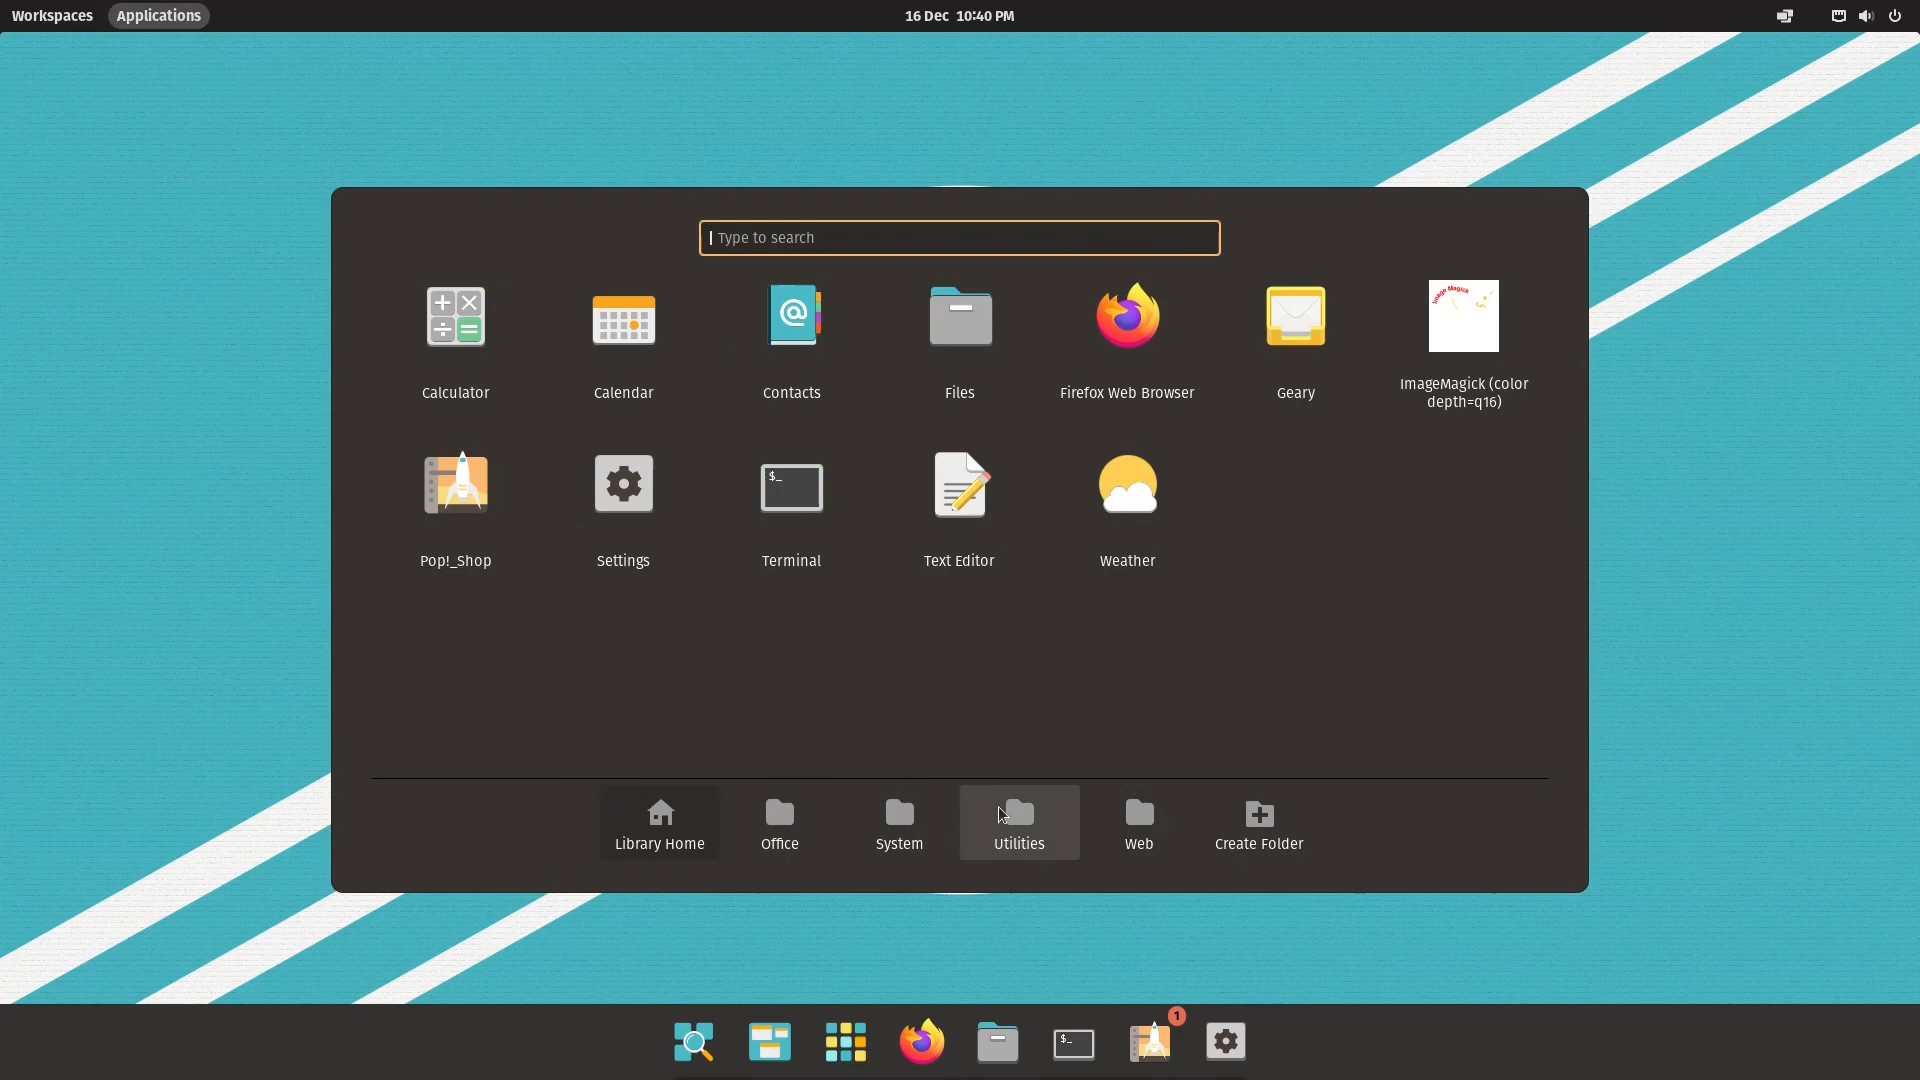 Workspaces Applications 16 Dec 10:40 PM
Type to search
Calculator Calendar Contacts Files Firefox Web Browser Geary ImageMagick (color
depth=q16)
Pop!_Shop Settings Terminal Text Editor Weather
Library Home Office System Utilities Web Create Folder
1